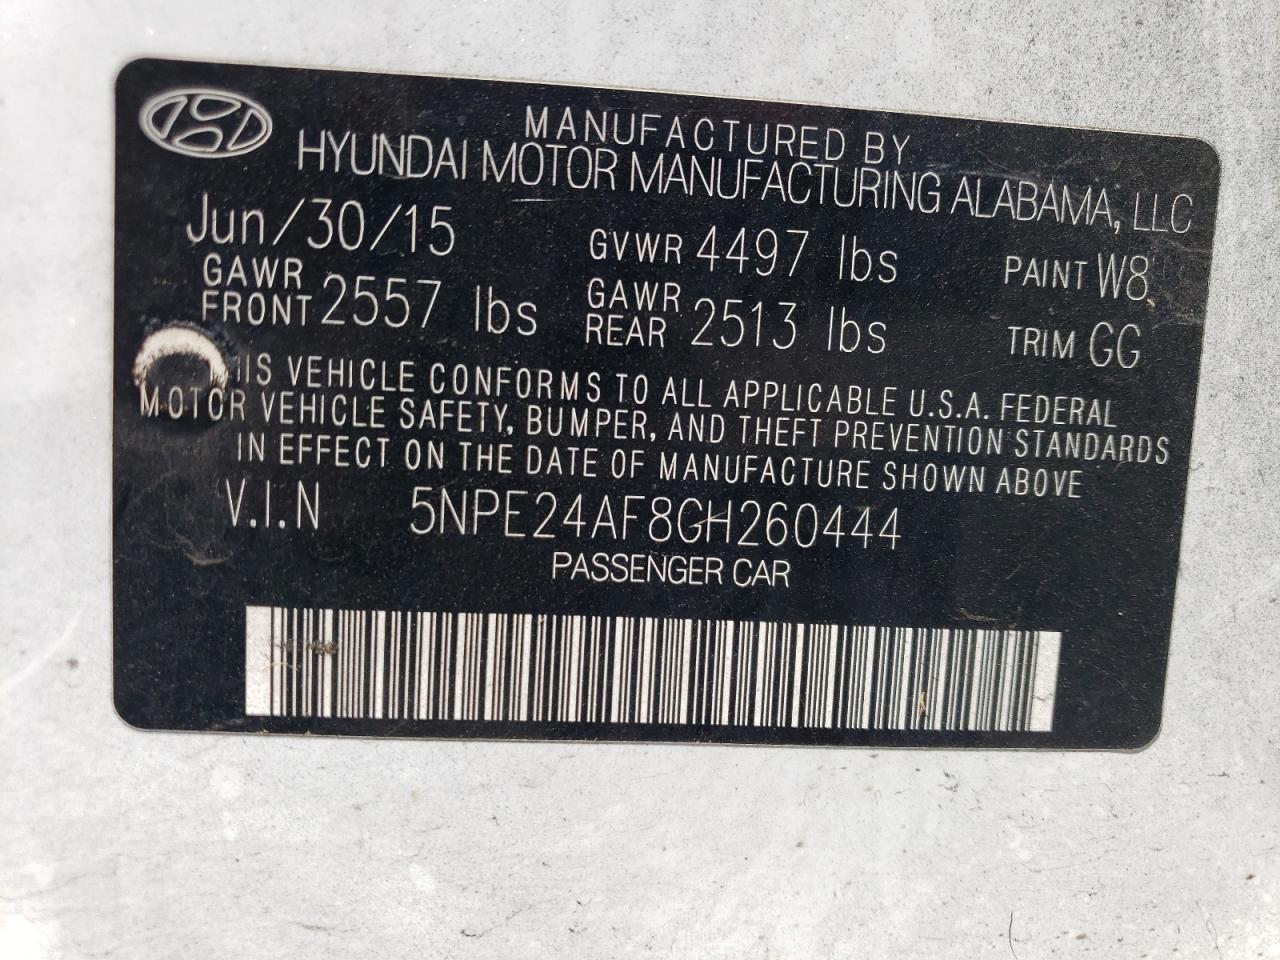 MANUFACTURED BY
HYUNDAI MOTOR MANUFACTURING ALABAMA, LLC
Jun/30/15 GVWR 4497 lbs PAINT W8
GAWR FRONT 2557 lbs GAWR REAR 2513 lbs TRIM GG
THIS VEHICLE CONFORMS TO ALL APPLICABLE U.S.A. FEDERAL
MOTOR VEHICLE SAFETY, BUMPER, AND THEFT PREVENTION STANDARDS
IN EFFECT ON THE DATE OF MANUFACTURE SHOWN ABOVE
V.I.N 5NPE24AF8GH260444
PASSENGER CAR